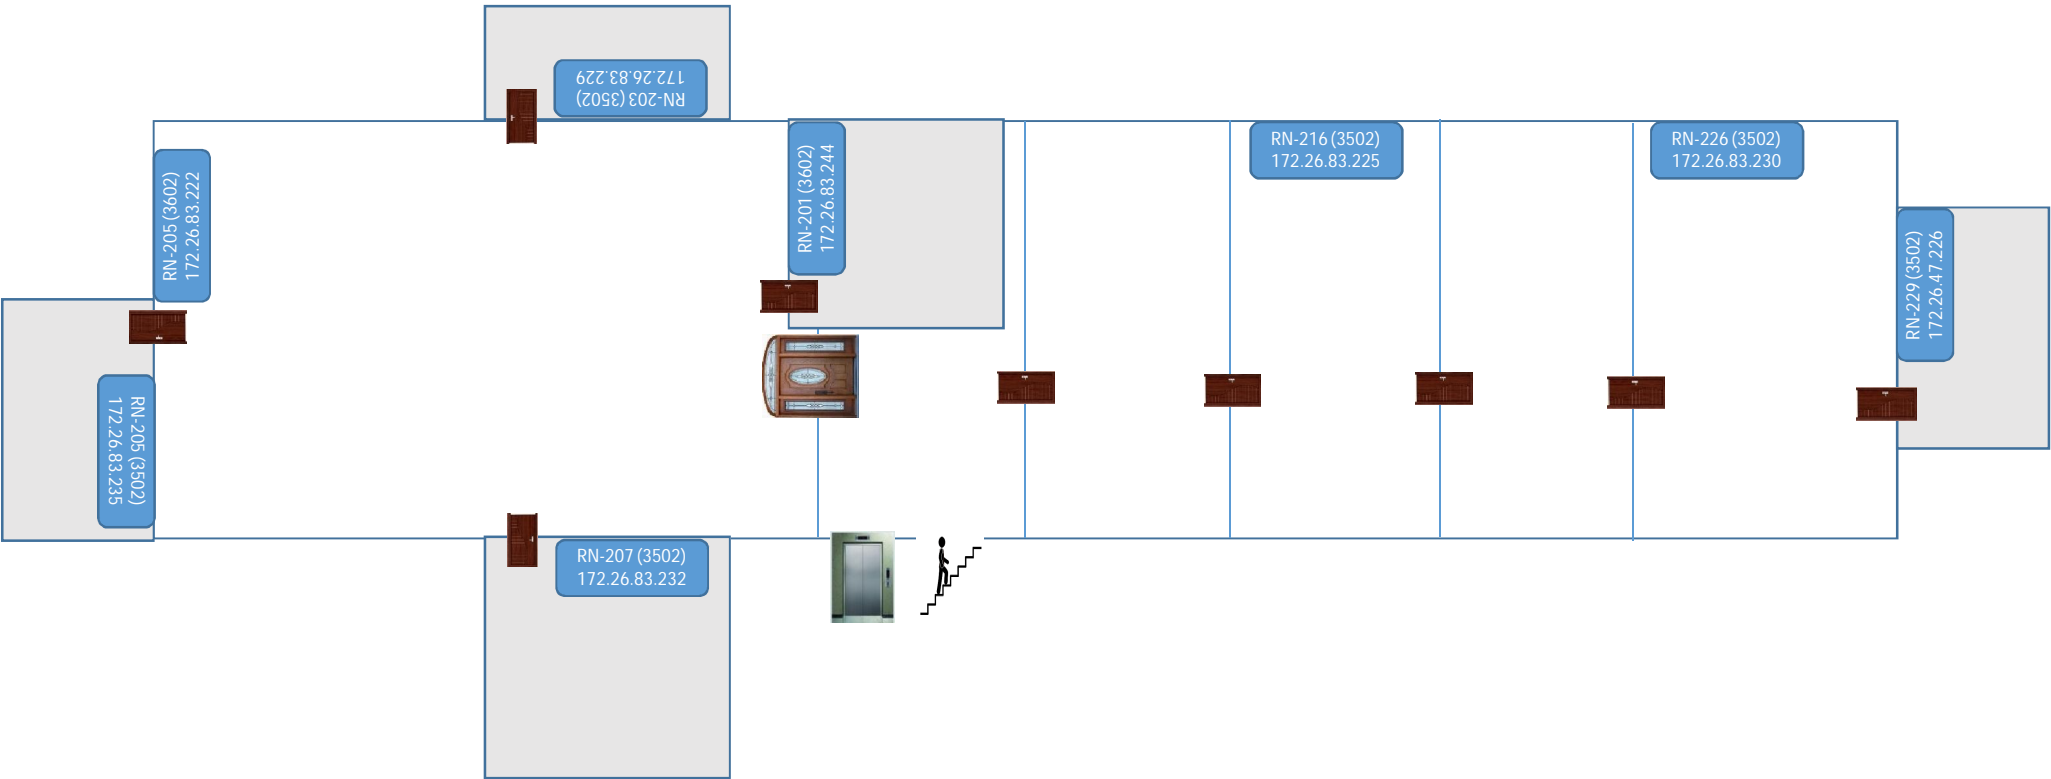 RN-203 (3502)
172.26.83.229
RN-205 (3602)
172.26.83.222
RN-201 (3602)
172.26.83.244
RN-216 (3502)
172.26.83.225
RN-226 (3502)
172.26.83.230
RN-229 (3502)
172.26.47.226
RN-205 (3502)
172.26.83.235
RN-207 (3502)
172.26.83.232